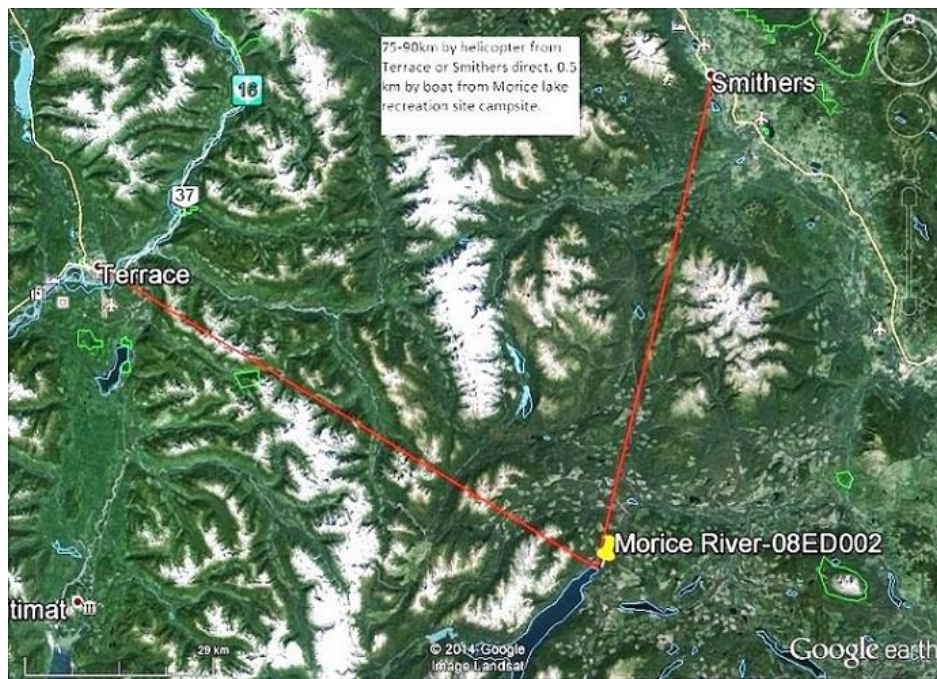 75-90km by helicopter from
Terrace or Smithers direct. 0.5
km by boat from Morice lake
recreation site campsite.
16
Smithers
37
Terrace
Morice River-08ED002
timat
29 km
© 2014 Google
Image Landsat
Google earth